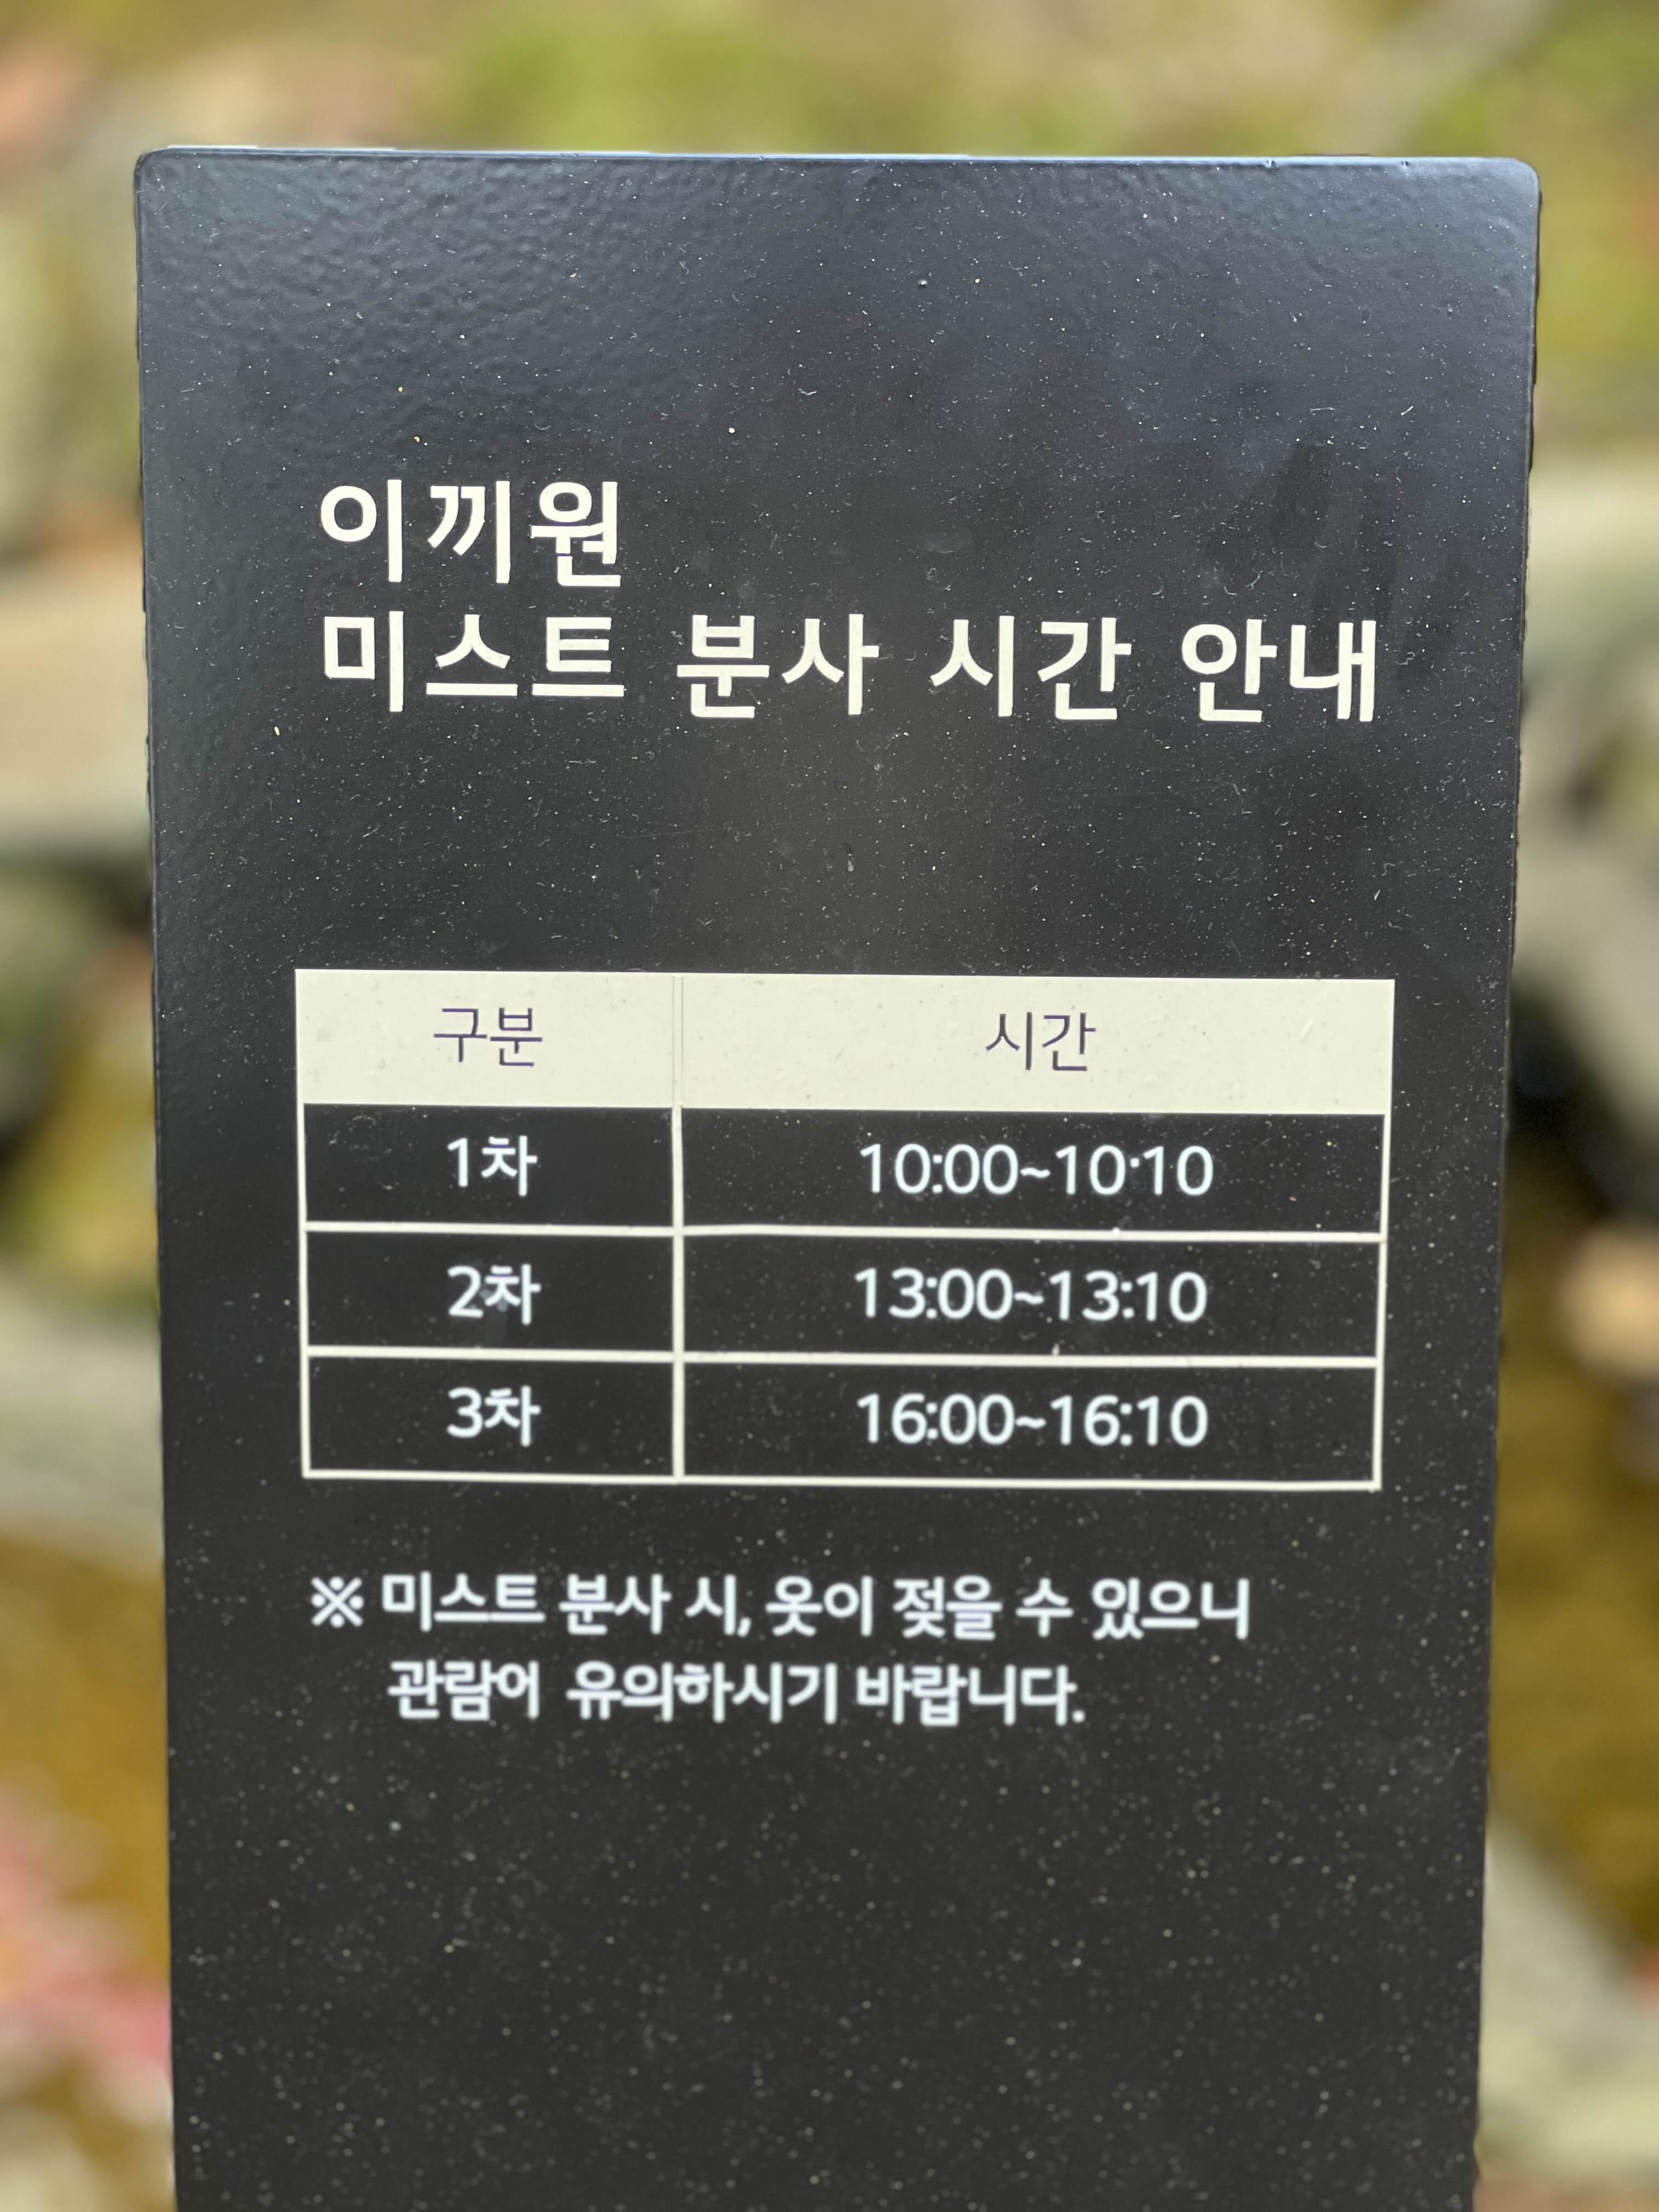 이끼원
미스트 분사 시간 안내
구분 시간
1차 10:00~10:10
2차 13:00~13:10
3차 16:00~16:10
※ 미스트 분사 시, 옷이 젖을 수 있으니
관람에 유의하시기 바랍니다.